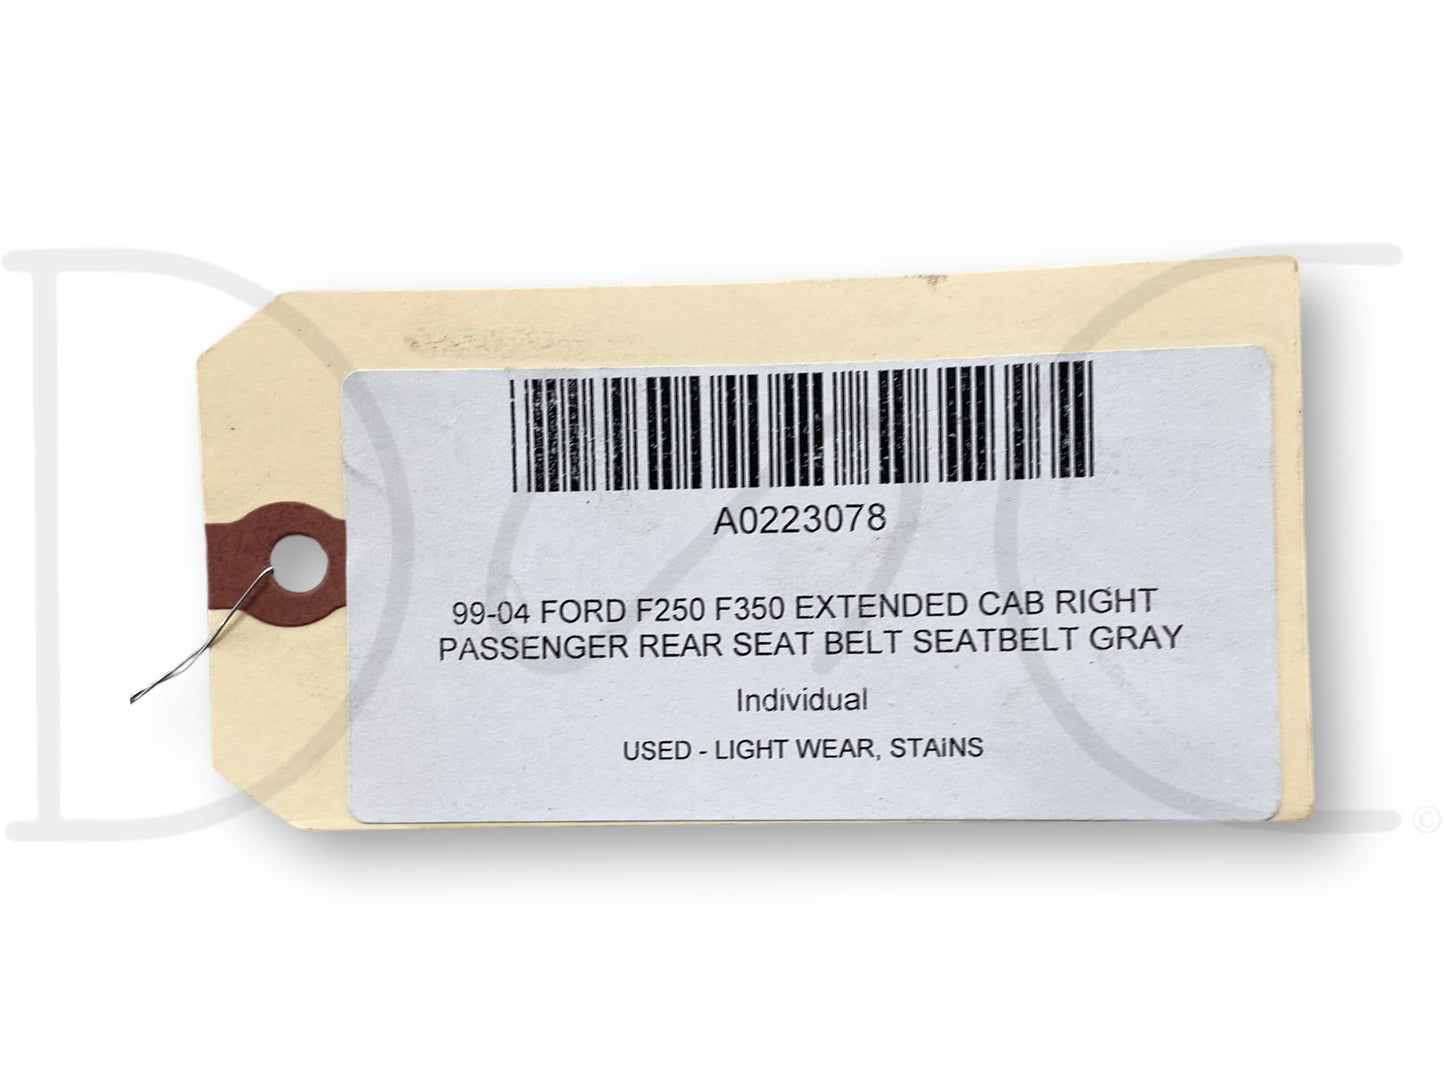 A0223078
99-04 FORD F250 F350 EXTENDED CAB RIGHT
PASSENGER REAR SEAT BELT SEATBELT GRAY
Individual
USED - LIGHT WEAR, STAINS
©